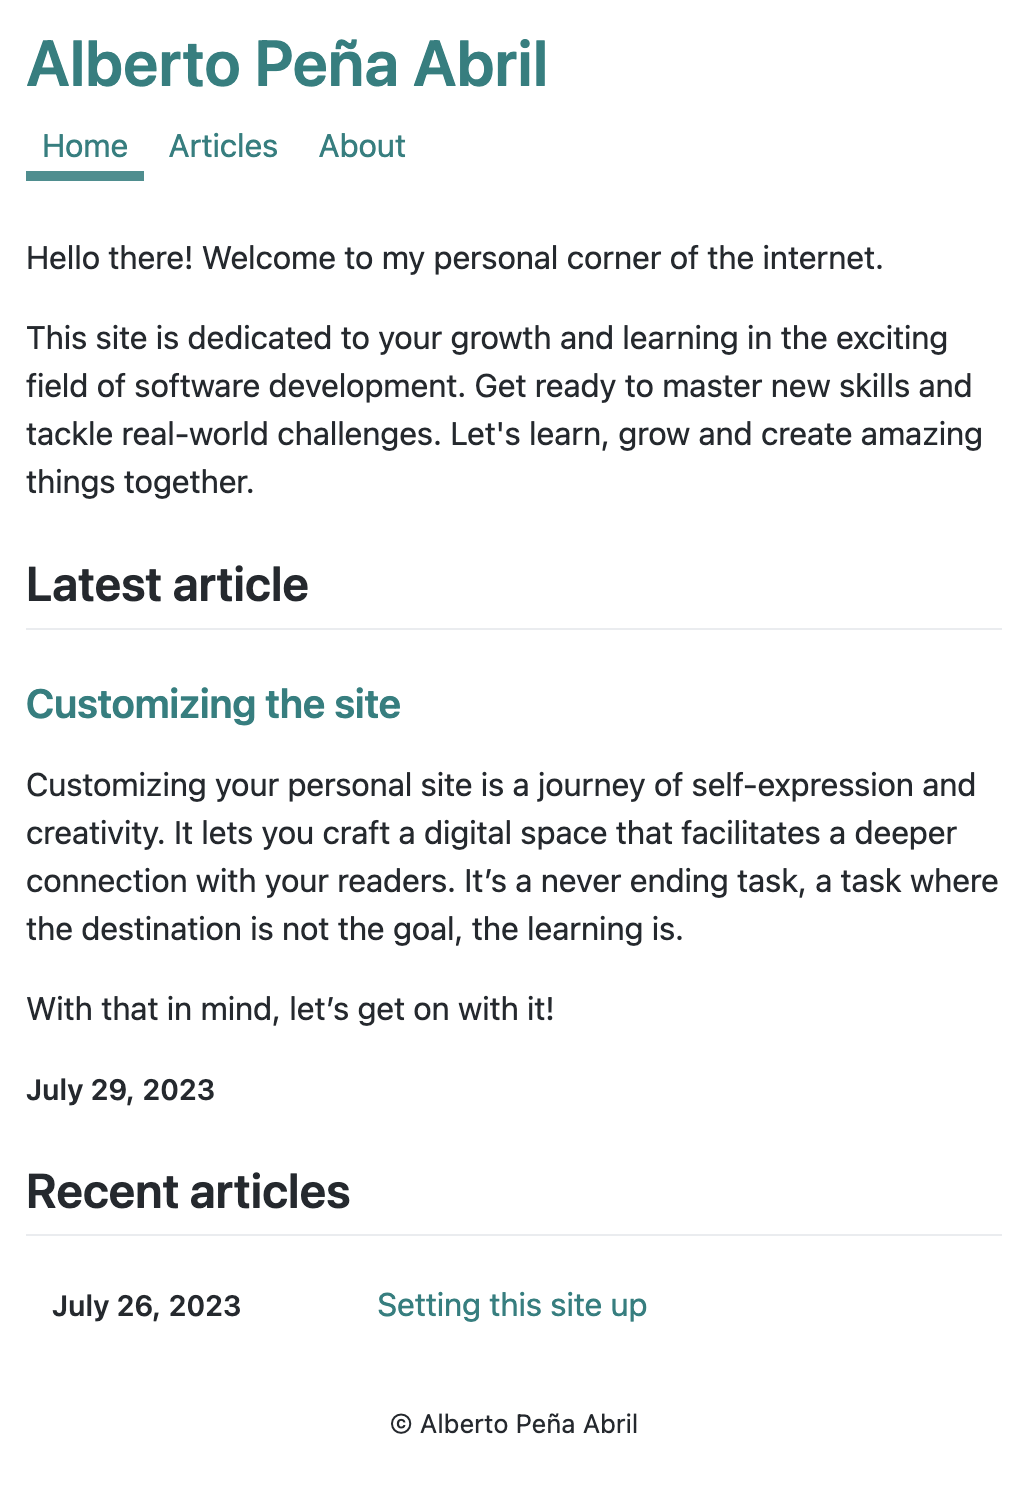 Alberto Peña Abril
Home Articles About
Hello there! Welcome to my personal corner of the internet.
This site is dedicated to your growth and learning in the exciting
field of software development. Get ready to master new skills and
tackle real-world challenges. Let's learn, grow and create amazing
things together.
Latest article
Customizing the site
Customizing your personal site is a journey of self-expression and
creativity. It lets you craft a digital space that facilitates a deeper
connection with your readers. It’s a never ending task, a task where
the destination is not the goal, the learning is.
With that in mind, let’s get on with it!
July 29, 2023
Recent articles
July 26, 2023 Setting this site up
© Alberto Peña Abril